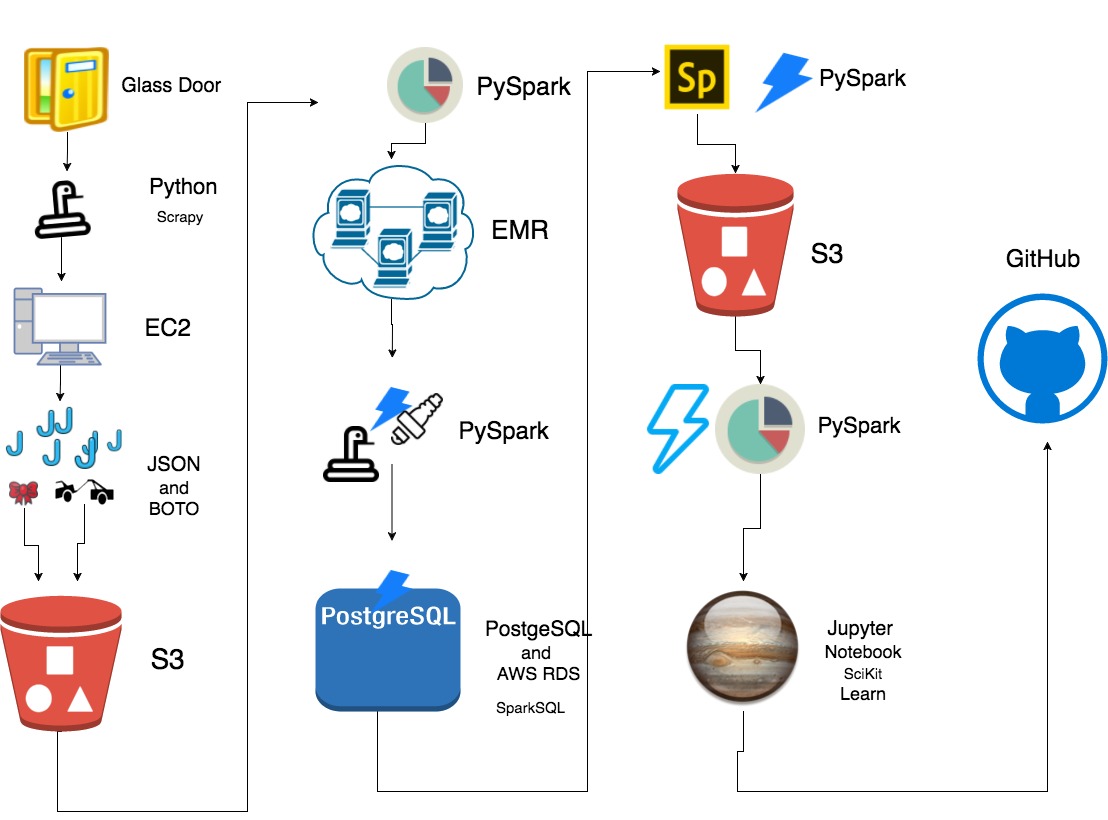 Glass Door
Python
Scrapy
EC2
JSON
and
BOTO
S3
PySpark
EMR
PySpark
PostgreSQL
PostgeSQL
and
AWS RDS
SparkSQL
Sp
PySpark
S3
PySpark
Jupyter
Notebook
SciKit
Learn
GitHub